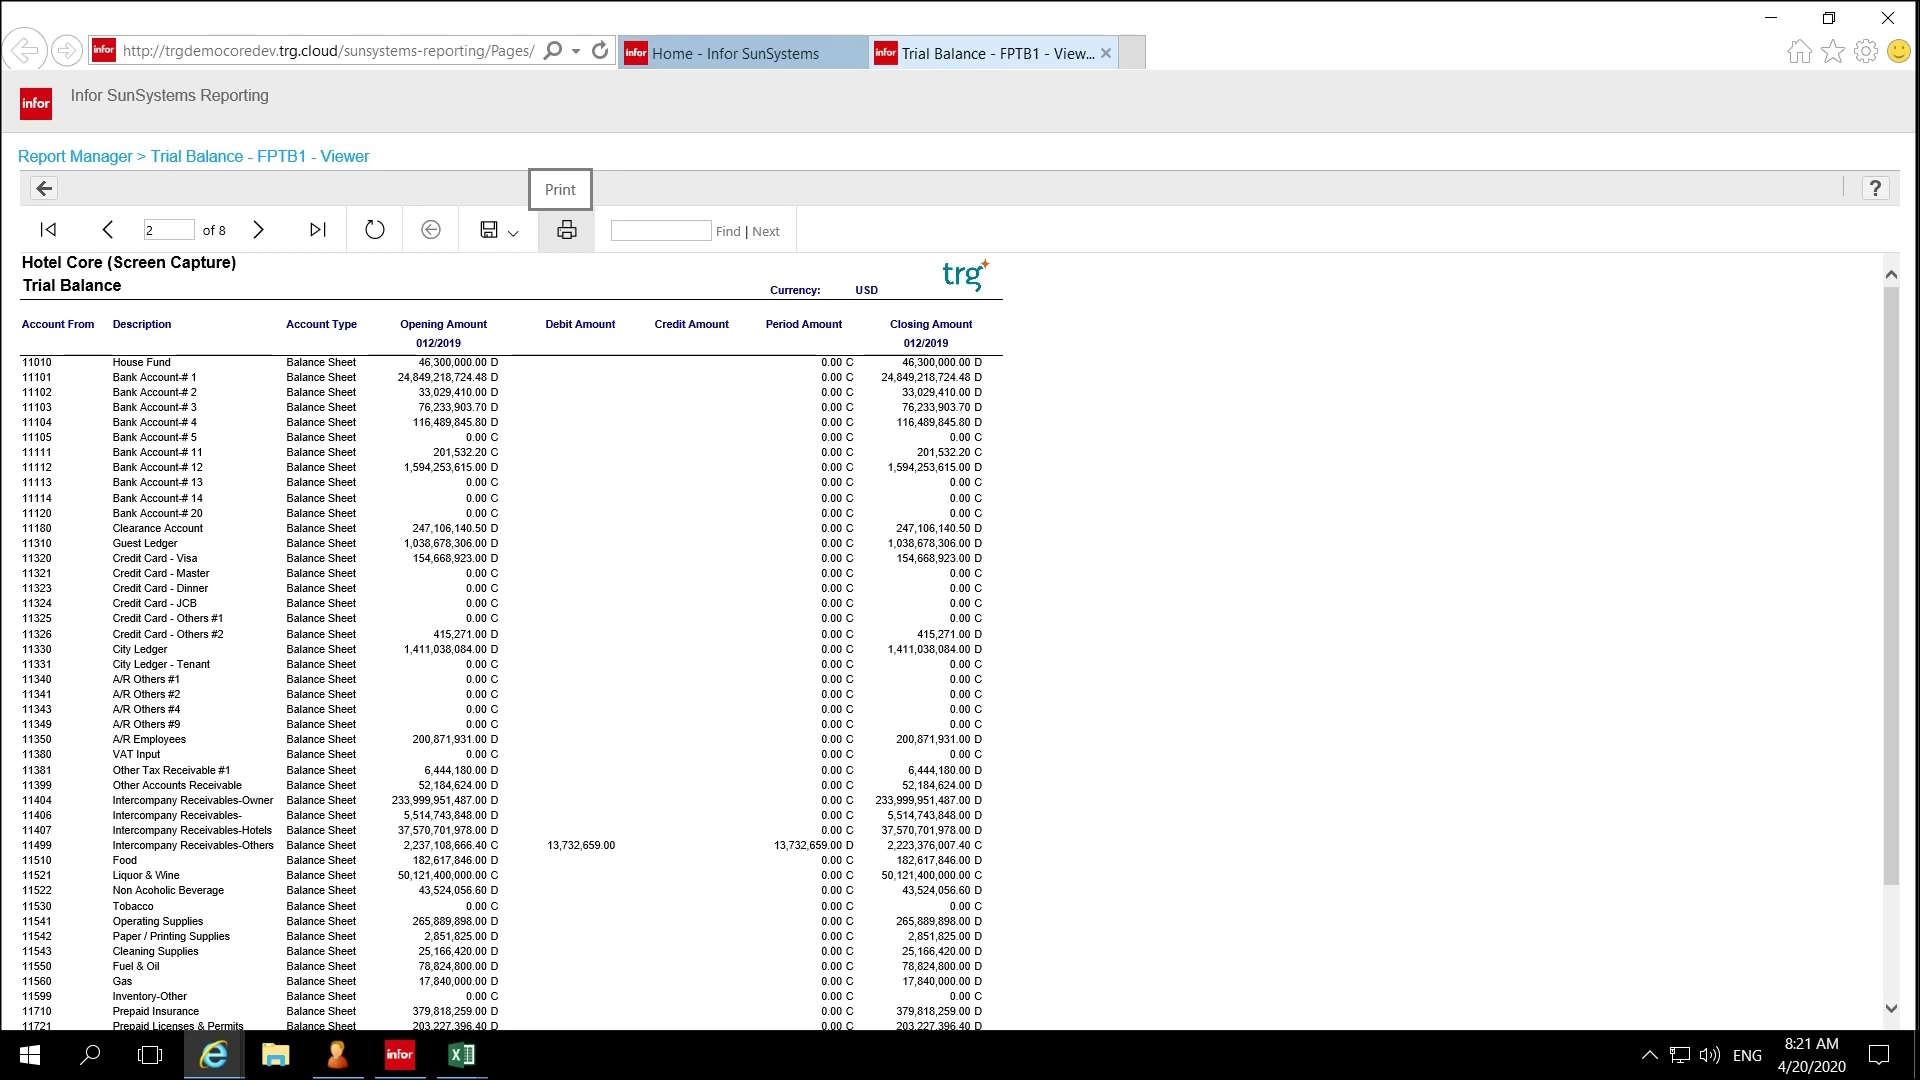 infor http://trgdemocoredev.trg.cloud/sunsystems-reporting/Pages/ infor Home - Infor SunSystems infor Trial Balance - FPTB1 - View...
infor Infor SunSystems Reporting
Report Manager > Trial Balance - FPTB1 - Viewer
Print
?
2 of 8 Find | Next
Hotel Core (Screen Capture)
trg
Trial Balance
Currency: USD
Account From Description Account Type Opening Amount Debit Amount Credit Amount Period Amount Closing Amount
012/2019 012/2019
11010 House Fund Balance Sheet 46,300,000.00 D 0.00 C 46,300,000.00 D
11101 Bank Account-# 1 Balance Sheet 24,849,218,724.48 D 0.00 C 24,849,218,724.48 D
11102 Bank Account-# 2 Balance Sheet 33,029,410.00 D 0.00 C 33,029,410.00 D
11103 Bank Account-# 3 Balance Sheet 76,233,903.70 D 0.00 C 76,233,903.70 D
11104 Bank Account-# 4 Balance Sheet 116,489,845.80 D 0.00 C 116,489,845.80 D
11105 Bank Account-# 5 Balance Sheet 0.00 C 0.00 C 0.00 C
11111 Bank Account-# 11 Balance Sheet 201,532.20 C 0.00 C 201,532.20 C
11112 Bank Account-# 12 Balance Sheet 1,594,253,615.00 D 0.00 C 1,594,253,615.00 D
11113 Bank Account-# 13 Balance Sheet 0.00 C 0.00 C 0.00 C
11114 Bank Account-# 14 Balance Sheet 0.00 C 0.00 C 0.00 C
11120 Bank Account-# 20 Balance Sheet 0.00 C 0.00 C 0.00 C
11180 Clearance Account Balance Sheet 247,106,140.50 D 0.00 C 247,106,140.50 D
11310 Guest Ledger Balance Sheet 1,038,678,306.00 D 0.00 C 1,038,678,306.00 D
11320 Credit Card - Visa Balance Sheet 154,668,923.00 D 0.00 C 154,668,923.00 D
11321 Credit Card - Master Balance Sheet 0.00 C 0.00 C 0.00 C
11323 Credit Card - Dinner Balance Sheet 0.00 C 0.00 C 0.00 C
11324 Credit Card - JCB Balance Sheet 0.00 C 0.00 C 0.00 C
11325 Credit Card - Others #1 Balance Sheet 0.00 C 0.00 C 0.00 C
11326 Credit Card - Others #2 Balance Sheet 415,271.00 D 0.00 C 415,271.00 D
11330 City Ledger Balance Sheet 1,411,038,084.00 D 0.00 C 1,411,038,084.00 D
11331 City Ledger - Tenant Balance Sheet 0.00 C 0.00 C 0.00 C
11340 A/R Others #1 Balance Sheet 0.00 C 0.00 C 0.00 C
11341 A/R Others #2 Balance Sheet 0.00 C 0.00 C 0.00 C
11343 A/R Others #4 Balance Sheet 0.00 C 0.00 C 0.00 C
11349 A/R Others #9 Balance Sheet 0.00 C 0.00 C 0.00 C
11350 A/R Employees Balance Sheet 200,871,931.00 D 0.00 C 200,871,931.00 D
11380 VAT Input Balance Sheet 0.00 C 0.00 C 0.00 C
11381 Other Tax Receivable #1 Balance Sheet 6,444,180.00 D 0.00 C 6,444,180.00 D
11399 Other Accounts Receivable Balance Sheet 52,184,624.00 D 0.00 C 52,184,624.00 D
11404 Intercompany Receivables-Owner Balance Sheet 233,999,951,487.00 D 0.00 C 233,999,951,487.00 D
11406 Intercompany Receivables- Balance Sheet 5,514,743,848.00 D 0.00 C 5,514,743,848.00 D
11407 Intercompany Receivables-Hotels Balance Sheet 37,570,701,978.00 D 0.00 C 37,570,701,978.00 D
11499 Intercompany Receivables-Others Balance Sheet 2,237,108,666.40 C 13,732,659.00 13,732,659.00 D 2,223,376,007.40 C
11510 Food Balance Sheet 182,617,846.00 D 0.00 C 182,617,846.00 D
11521 Liquor & Wine Balance Sheet 50,121,400,000.00 C 0.00 C 50,121,400,000.00 C
11522 Non Acoholic Beverage Balance Sheet 43,524,056.60 D 0.00 C 43,524,056.60 D
11530 Tobacco Balance Sheet 0.00 C 0.00 C 0.00 C
11541 Operating Supplies Balance Sheet 265,889,898.00 D 0.00 C 265,889,898.00 D
11542 Paper / Printing Supplies Balance Sheet 2,851,825.00 D 0.00 C 2,851,825.00 D
11543 Cleaning Supplies Balance Sheet 25,166,420.00 D 0.00 C 25,166,420.00 D
11550 Fuel & Oil Balance Sheet 78,824,800.00 D 0.00 C 78,824,800.00 D
11560 Gas Balance Sheet 17,840,000.00 D 0.00 C 17,840,000.00 D
11599 Inventory-Other Balance Sheet 0.00 C 0.00 C 0.00 C
11710 Prepaid Insurance Balance Sheet 379,818,259.00 D 0.00 C 379,818,259.00 D
11721 Prepaid Licenses & Permits Balance Sheet 203,227,396.40 D 0.00 C 203,227,396.40 D
infor ENG 8:21 AM
4/20/2020